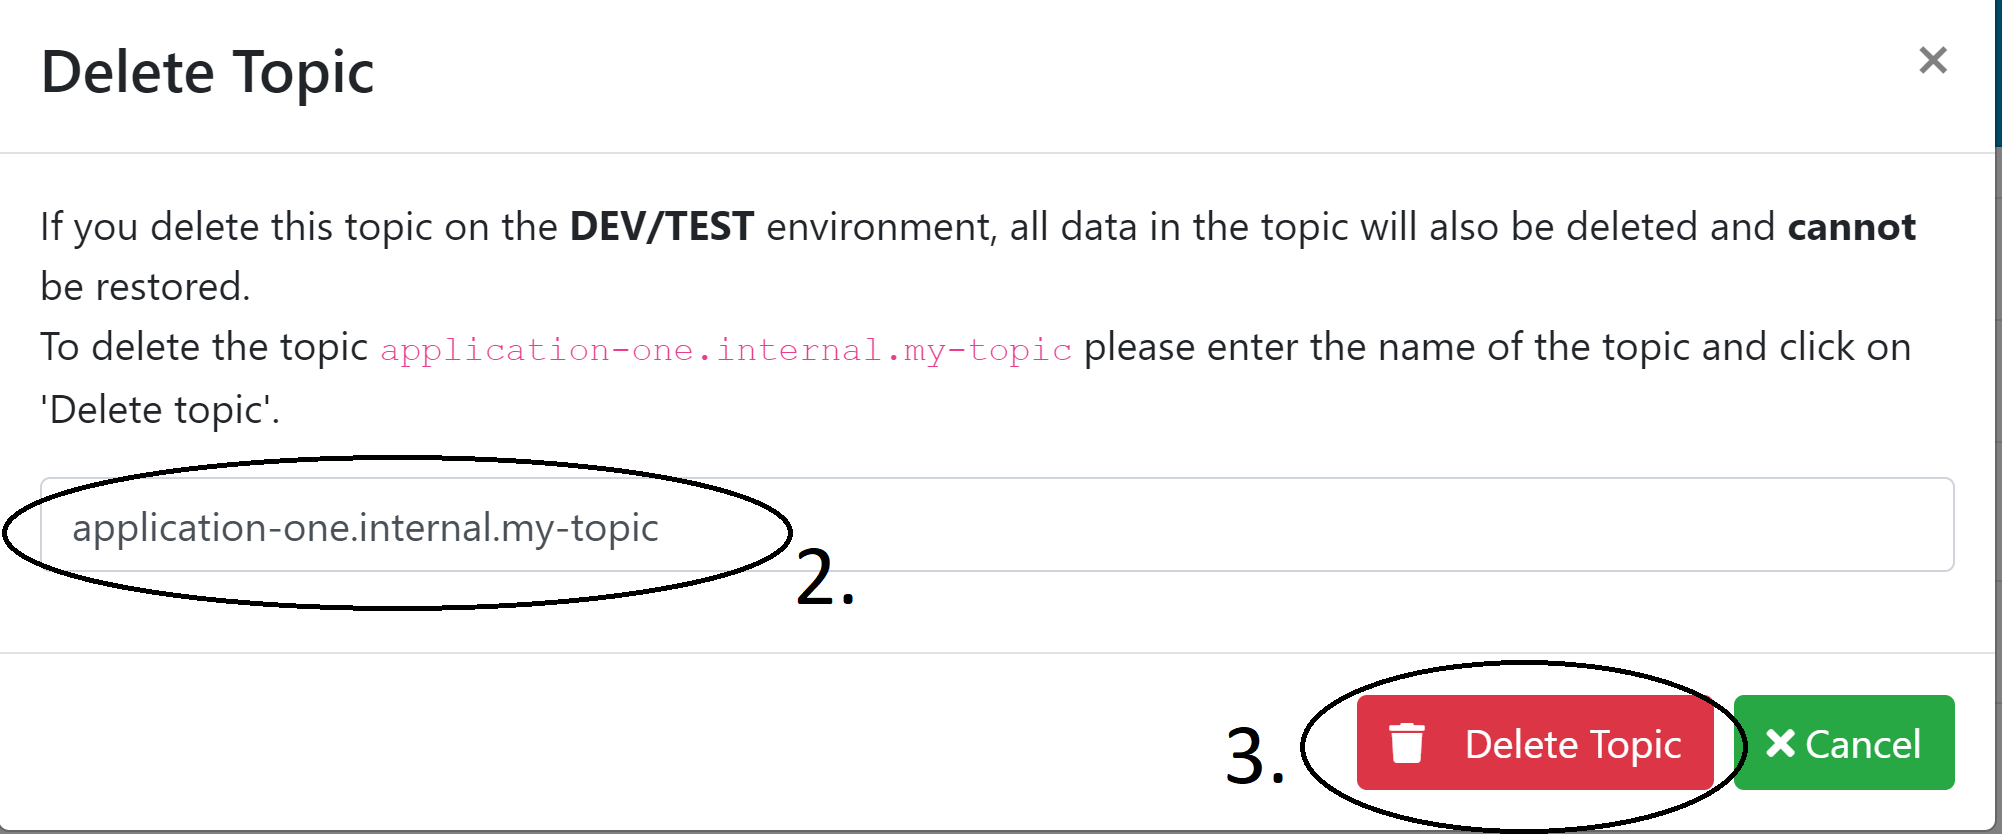 Delete Topic
If you delete this topic on the DEV/TEST environment, all data in the topic will also be deleted and cannot
be restored.
To delete the topic application-one.internal.my-topic please enter the name of the topic and click on
'Delete topic'.
application-one.internal.my-topic
2.
3.
Delete Topic
Cancel